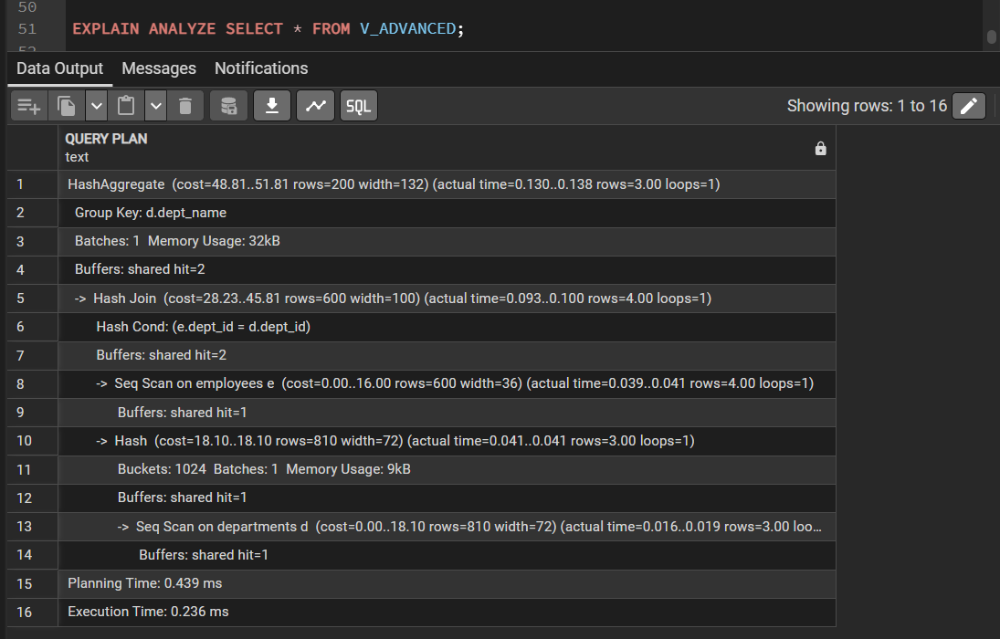 50
51 EXPLAIN ANALYZE SELECT * FROM V_ADVANCED;
52
Data Output Messages Notifications
SQL Showing rows: 1 to 16
QUERY PLAN
text
1 HashAggregate (cost=48.81..51.81 rows=200 width=132) (actual time=0.130..0.138 rows=3.00 loops=1)
2 Group Key: d.dept_name
3 Batches: 1 Memory Usage: 32kB
4 Buffers: shared hit=2
5 -> Hash Join (cost=28.23..45.81 rows=600 width=100) (actual time=0.093..0.100 rows=4.00 loops=1)
6 Hash Cond: (e.dept_id = d.dept_id)
7 Buffers: shared hit=2
8 -> Seq Scan on employees e (cost=0.00..16.00 rows=600 width=36) (actual time=0.039..0.041 rows=4.00 loops=1)
9 Buffers: shared hit=1
10 -> Hash (cost=18.10..18.10 rows=810 width=72) (actual time=0.041..0.041 rows=3.00 loops=1)
11 Buckets: 1024 Batches: 1 Memory Usage: 9kB
12 Buffers: shared hit=1
13 -> Seq Scan on departments d (cost=0.00..18.10 rows=810 width=72) (actual time=0.016..0.019 rows=3.00 loo...
14 Buffers: shared hit=1
15 Planning Time: 0.439 ms
16 Execution Time: 0.236 ms